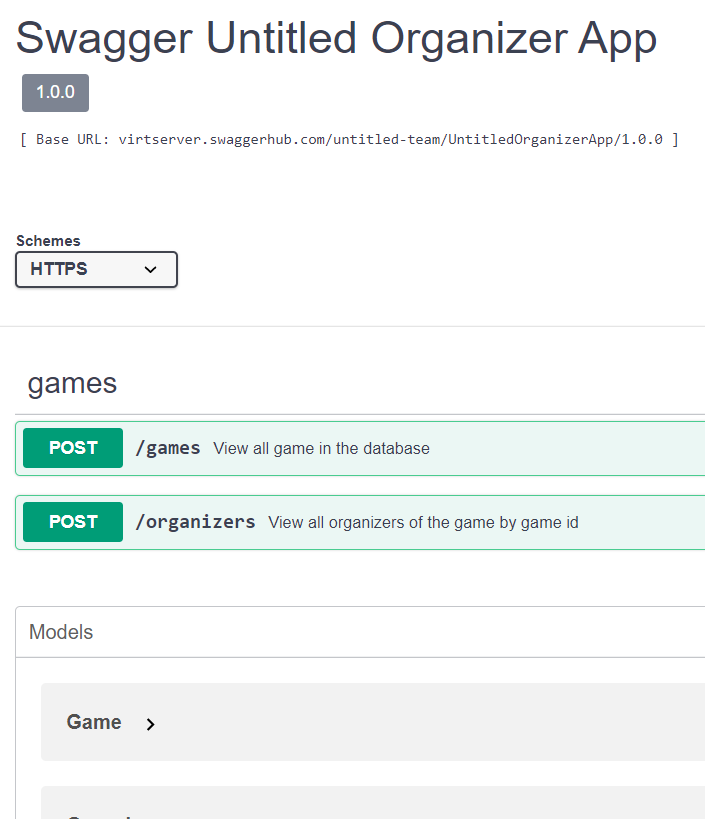 Swagger Untitled Organizer App
1.0.0
[ Base URL: virtserver.swaggerhub.com/untitled-team/UntitledOrganizerApp/1.0.0 ]
Schemes
HTTPS
games
POST /games View all game in the database
POST /organizers View all organizers of the game by game id
Models
Game